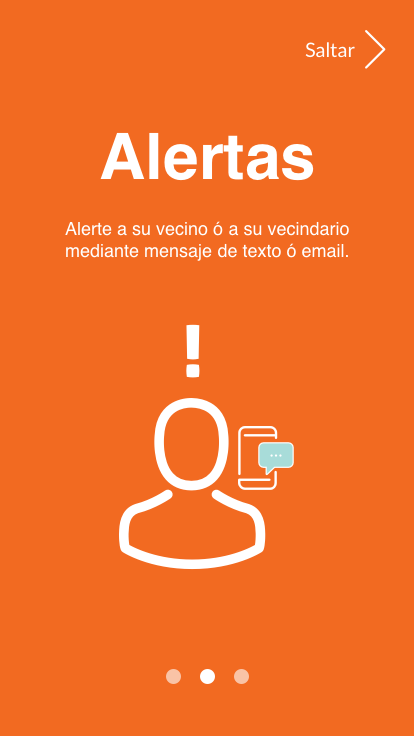 Saltar
Alertas
Alerte a su vecino ó a su vecindario
mediante mensaje de texto ó email.
!